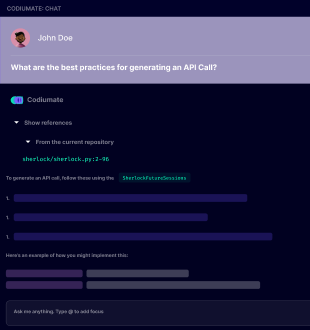 CODIUMATE: CHAT
John Doe
What are the best practices for generating an API Call?
Codiumate
Show references
From the current repository
sherlock/sherlock.py:2-96
To generate an API call, follow these using the SherlockFutureSessions
1.
1.
1.
Here's an example of how you might implement this:
Ask me anything. Type @ to add focus